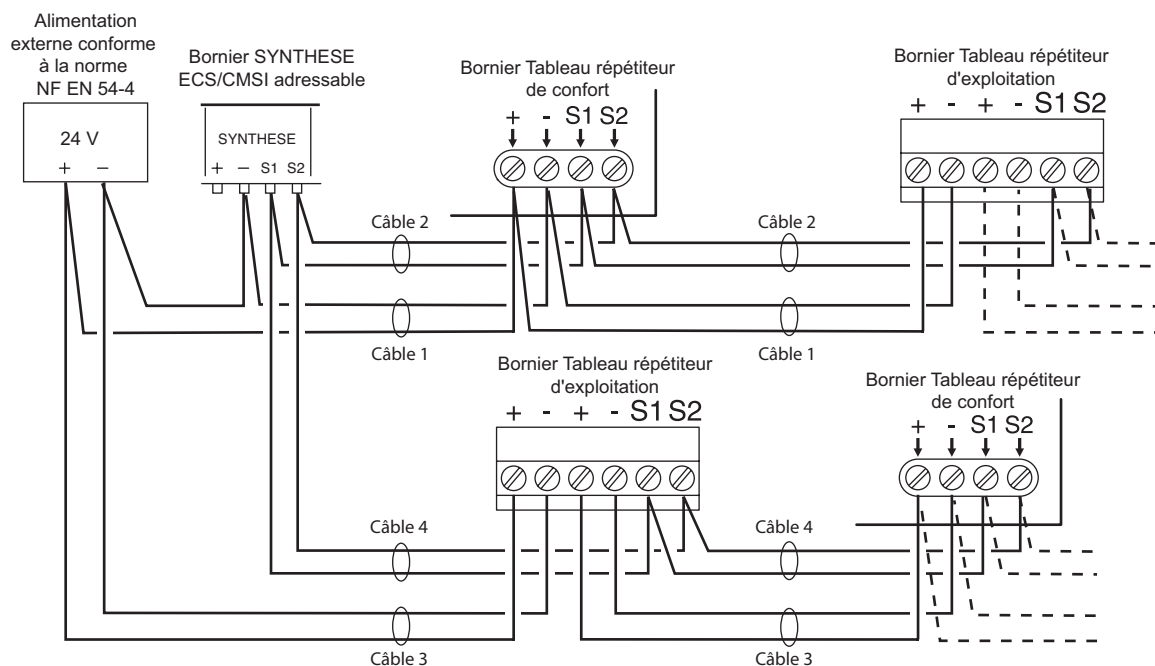 Alimentation
externe conforme
à la norme
NF EN 54-4
24 V
+ −
Bornier SYNTHESE
ECS/CMSI adressable
SYNTHESE
+ − S1 S2
Bornier Tableau répétiteur
de confort
+ - S1 S2
Bornier Tableau répétiteur
d'exploitation
+ - + - S1 S2
Câble 2
Câble 2
Câble 1
Câble 1
Bornier Tableau répétiteur
d'exploitation
+ - + - S1 S2
Bornier Tableau répétiteur
de confort
+ - S1 S2
Câble 4
Câble 4
Câble 3
Câble 3